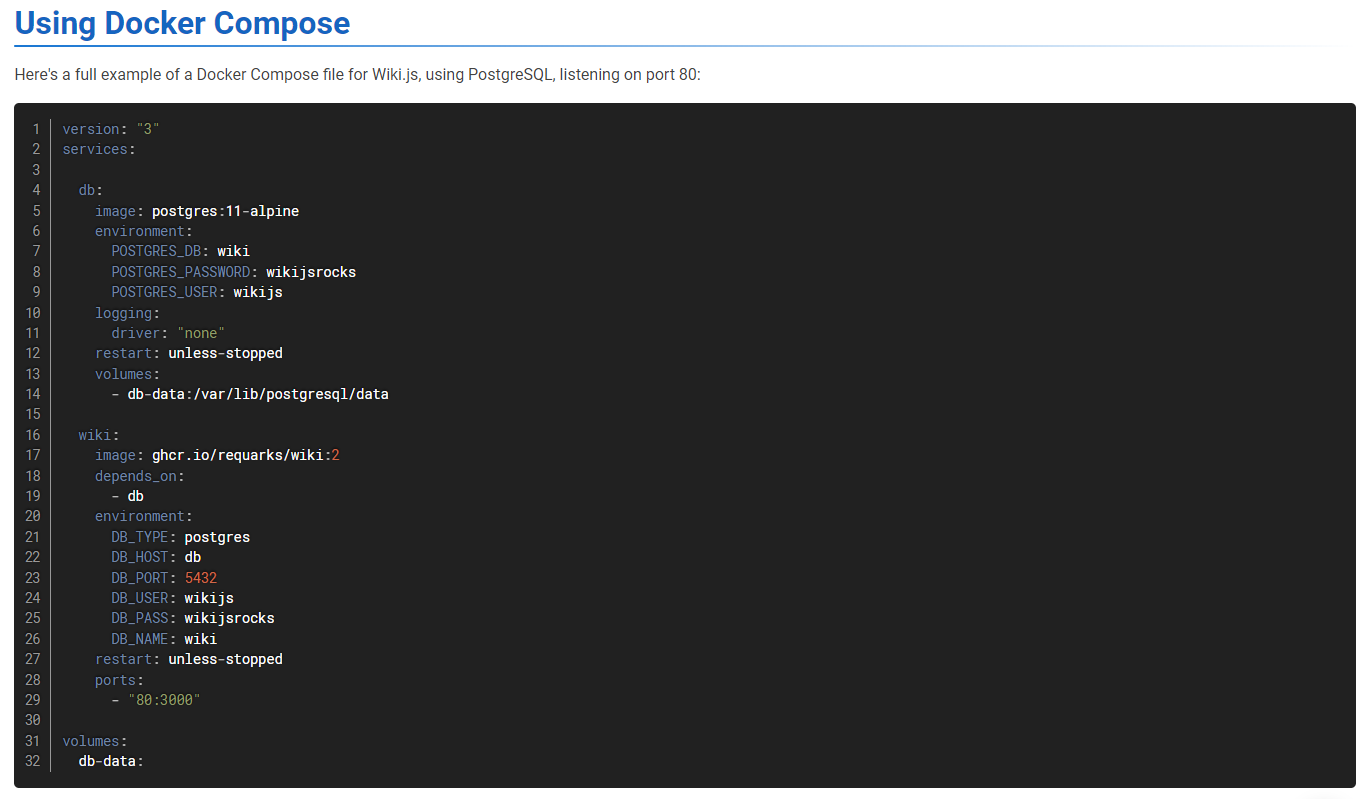 Using Docker Compose
Here's a full example of a Docker Compose file for Wiki.js, using PostgreSQL, listening on port 80:
1 version: "3"
2 services:
3
4   db:
5     image: postgres:11-alpine
6     environment:
7       POSTGRES_DB: wiki
8       POSTGRES_PASSWORD: wikijsrocks
9       POSTGRES_USER: wikijs
10     logging:
11       driver: "none"
12     restart: unless-stopped
13     volumes:
14       - db-data:/var/lib/postgresql/data
15
16   wiki:
17     image: ghcr.io/requarks/wiki:2
18     depends_on:
19       - db
20     environment:
21       DB_TYPE: postgres
22       DB_HOST: db
23       DB_PORT: 5432
24       DB_USER: wikijs
25       DB_PASS: wikijsrocks
26       DB_NAME: wiki
27     restart: unless-stopped
28     ports:
29       - "80:3000"
30
31 volumes:
32   db-data: